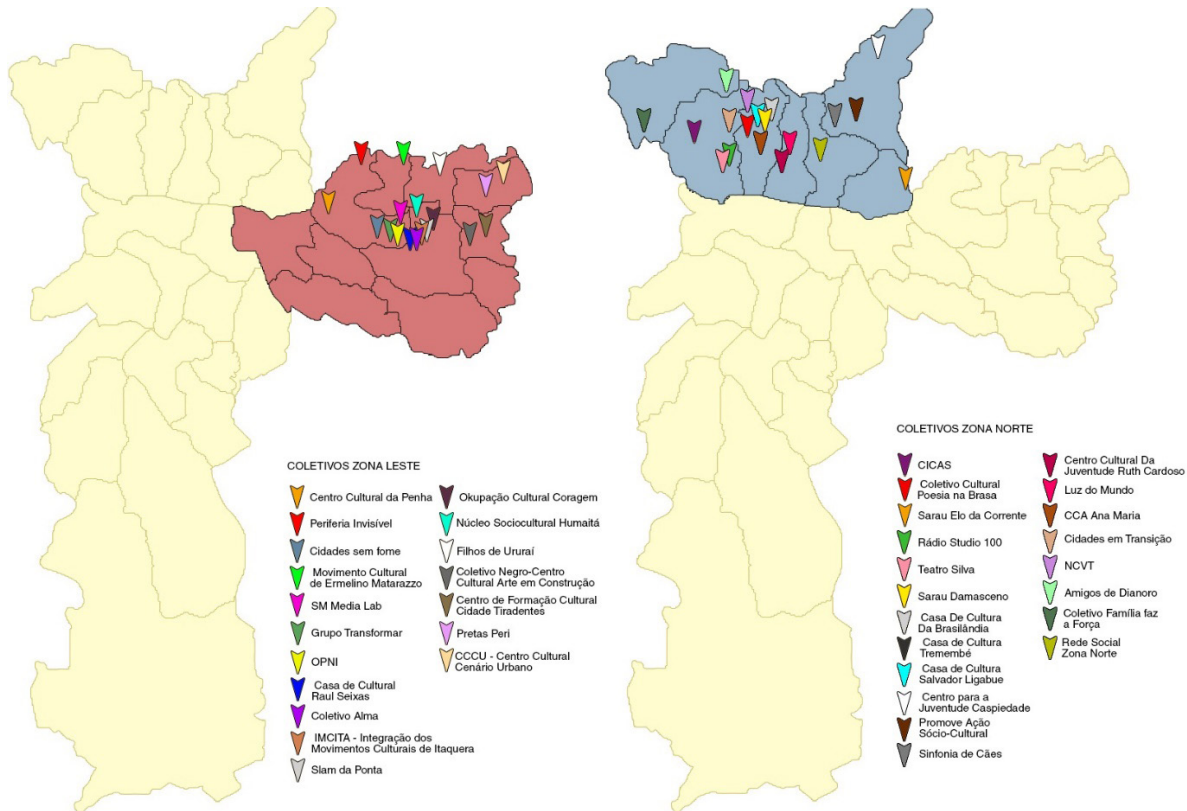 COLETIVOS ZONA LESTE
Centro Cultural da Penha
Periferia Invisível
Cidades sem fome
Movimento Cultural
de Ermelino Matarazzo
SM Media Lab
Grupo Transformar
OPNI
Casa de Cultural
Raul Seixas
Coletivo Alma
IMCITA - Integração dos
Movimentos Culturais de Itaquera
Slam da Ponta
Okupação Cultural Coragem
Núcleo Sociocultural Humaitá
Filhos de Ururaí
Coletivo Negro-Centro
Cultural Arte em Construção
Centro de Formação Cultural
Cidade Tiradentes
Pretas Peri
CCCU - Centro Cultural
Cenário Urbano
COLETIVOS ZONA NORTE
CICAS
Coletivo Cultural
Poesia na Brasa
Sarau Elo da Corrente
Rádio Studio 100
Teatro Silva
Sarau Damasceno
Casa De Cultura
Da Brasilândia
Casa de Cultura
Tremembé
Casa de Cultura
Salvador Ligabue
Centro para a
Juventude Caspiedade
Promove Ação
Sócio-Cultural
Sinfonia de Cães
Centro Cultural Da
Juventude Ruth Cardoso
Luz do Mundo
CCA Ana Maria
Cidades em Transição
NCVT
Amigos de Dianoro
Coletivo Família faz
a Força
Rede Social
Zona Norte